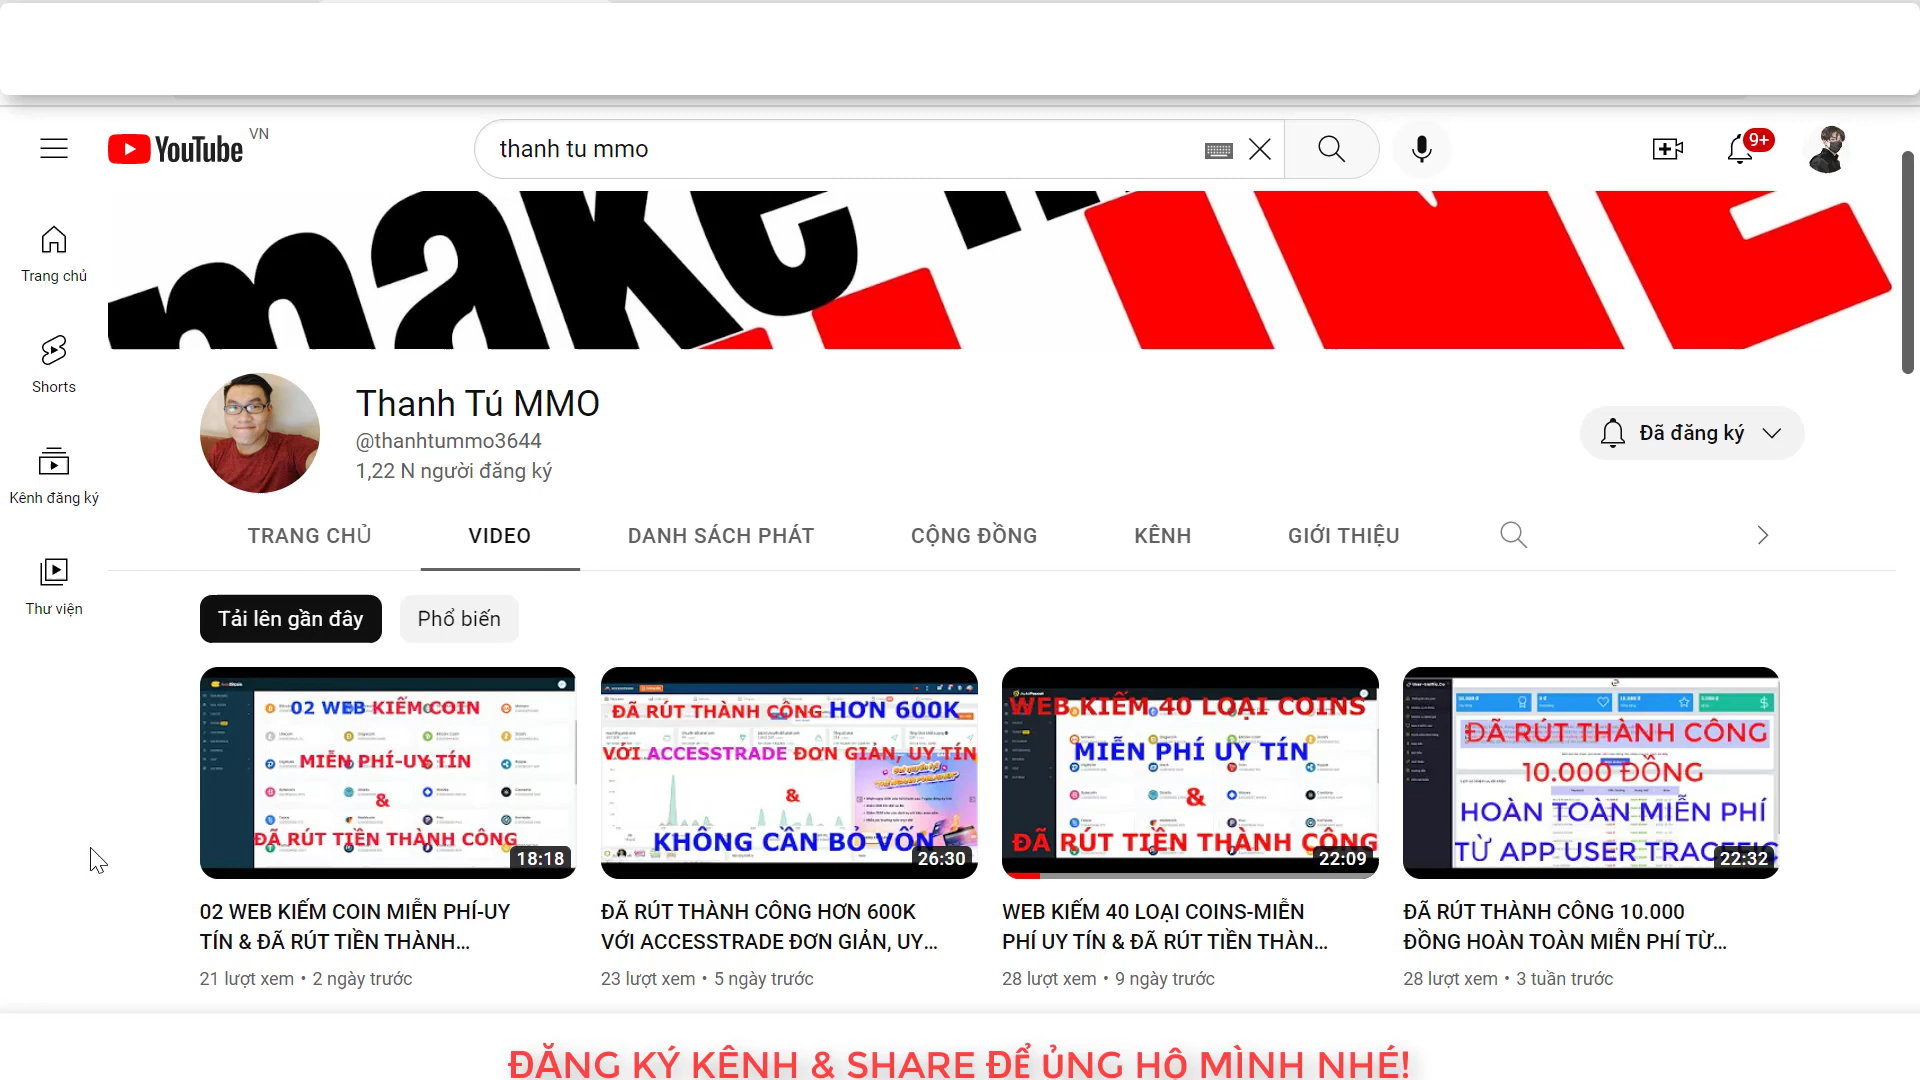 YouTube VN
thanh tu mmo
9+
make
Trang chủ
Shorts
Kênh đăng ký
Thư viện
Thanh Tú MMO
@thanhtummo3644
1,22 N người đăng ký
Đã đăng ký
TRANG CHỦ VIDEO DANH SÁCH PHÁT CỘNG ĐỒNG KÊNH GIỚI THIỆU
Tải lên gần đây Phổ biến
02 WEB KIẾM COIN
MIỄN PHÍ-UY TÍN
&
ĐÃ RÚT TIỀN THÀNH CÔNG
18:18
ĐÃ RÚT THÀNH CÔNG HƠN 600K
VỚI ACCESSTRADE ĐƠN GIẢN, UY TÍN
&
KHÔNG CẦN BỎ VỐN
26:30
WEB KIẾM 40 LOẠI COINS
MIỄN PHÍ UY TÍN
&
ĐÃ RÚT TIỀN THÀNH CÔNG
22:09
ĐÃ RÚT THÀNH CÔNG
10.000 ĐỒNG
HOÀN TOÀN MIỄN PHÍ
TỪ APP USER TRACFFIC
22:32
02 WEB KIẾM COIN MIỄN PHÍ-UY
TÍN & ĐÃ RÚT TIỀN THÀNH...
21 lượt xem • 2 ngày trước
ĐÃ RÚT THÀNH CÔNG HƠN 600K
VỚI ACCESSTRADE ĐƠN GIẢN, UY...
23 lượt xem • 5 ngày trước
WEB KIẾM 40 LOẠI COINS-MIỄN
PHÍ UY TÍN & ĐÃ RÚT TIỀN THÀN...
28 lượt xem • 9 ngày trước
ĐÃ RÚT THÀNH CÔNG 10.000
ĐỒNG HOÀN TOÀN MIỄN PHÍ TỪ...
28 lượt xem • 3 tuần trước
ĐĂNG KÝ KÊNH & SHARE ĐỂ ỦNG HỘ MÌNH NHÉ!